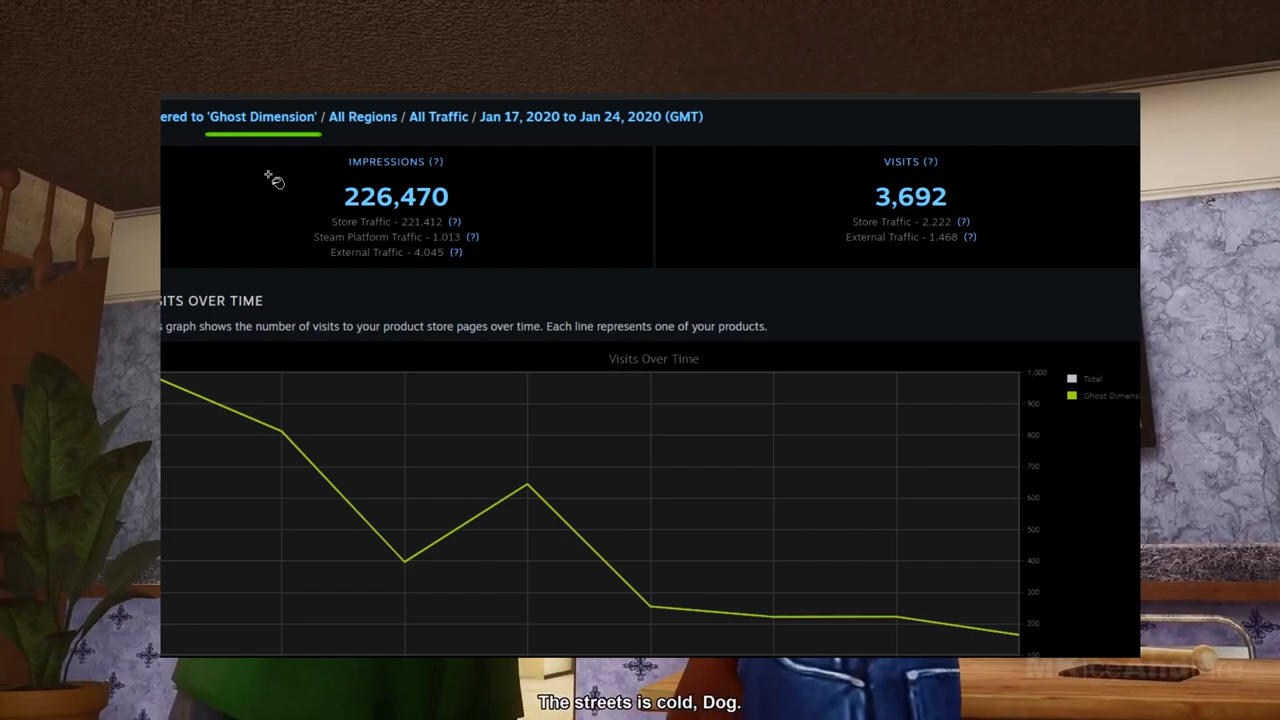 ered to 'Ghost Dimension' / All Regions / All Traffic / Jan 17, 2020 to Jan 24, 2020 (GMT)
IMPRESSIONS (?)
226,470
Store Traffic - 221.412 (?)
Steam Platform Traffic - 1.013 (?)
External Traffic - 4.045 (?)
VISITS (?)
3,692
Store Traffic - 2.222 (?)
External Traffic - 1.468 (?)
SITS OVER TIME
s graph shows the number of visits to your product store pages over time. Each line represents one of your products.
Visits Over Time
1,000
900
800
700
600
500
400
300
200
100
Total
Ghost Dimensi
The streets is cold, Dog.